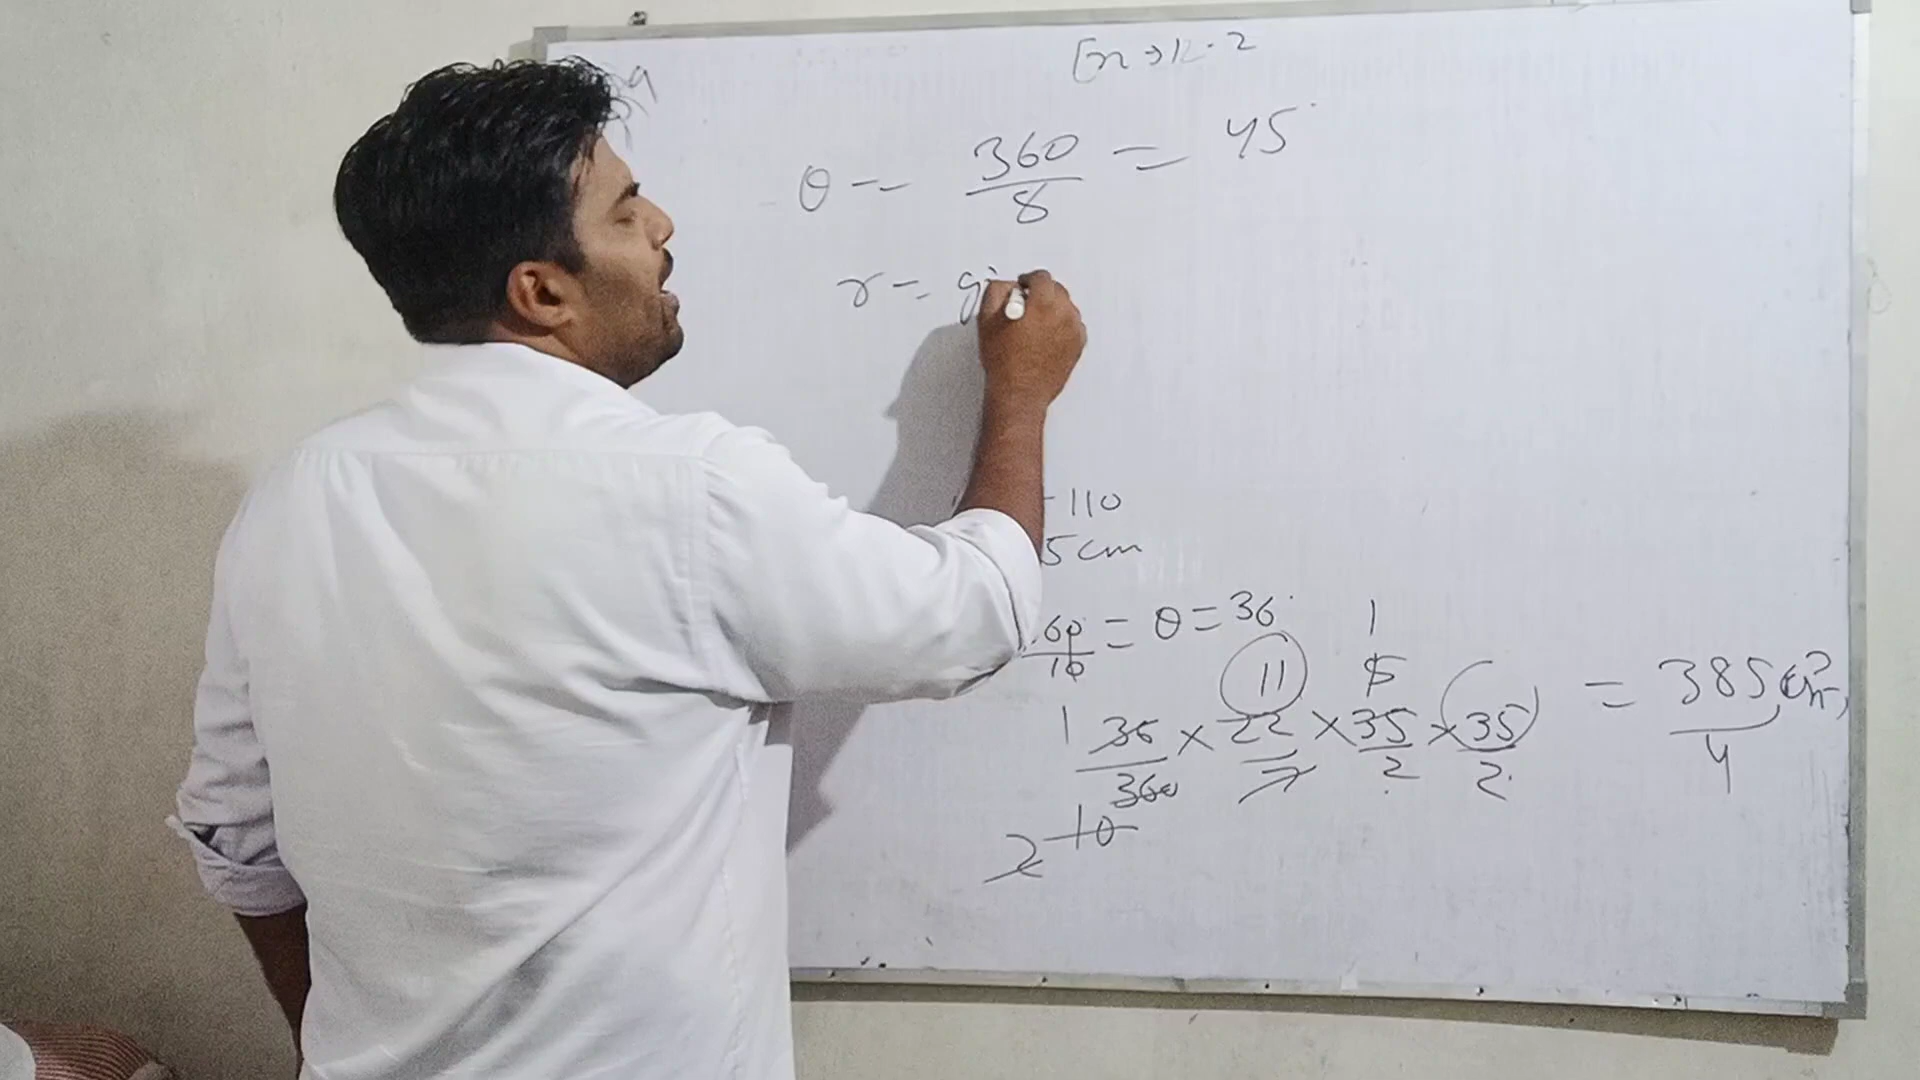 Ex → 12.2
θ = 360/8 = 45°
r = gi
110
5cm
60/10 = θ = 36°
11 1 5
1 36/360 × 22/7 × 35/2 × 35/2 = 385/4 cm²,
10
2